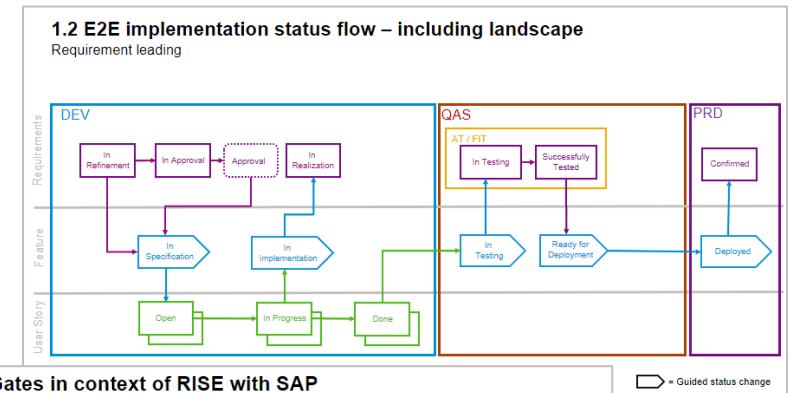 1.2 E2E implementation status flow – including landscape
Requirement leading
DEV
QAS
PRD
AT / FIT
Requirements
In
Refinement
In Approval
Approval
In
Realization
In Testing
Successfully
Tested
Confirmed
Feature
In
Specification
In
Implementation
In
Testing
Ready for
Deployment
Deployed
User Story
Open
In Progress
Done
= Guided status change
Gates in context of RISE with SAP